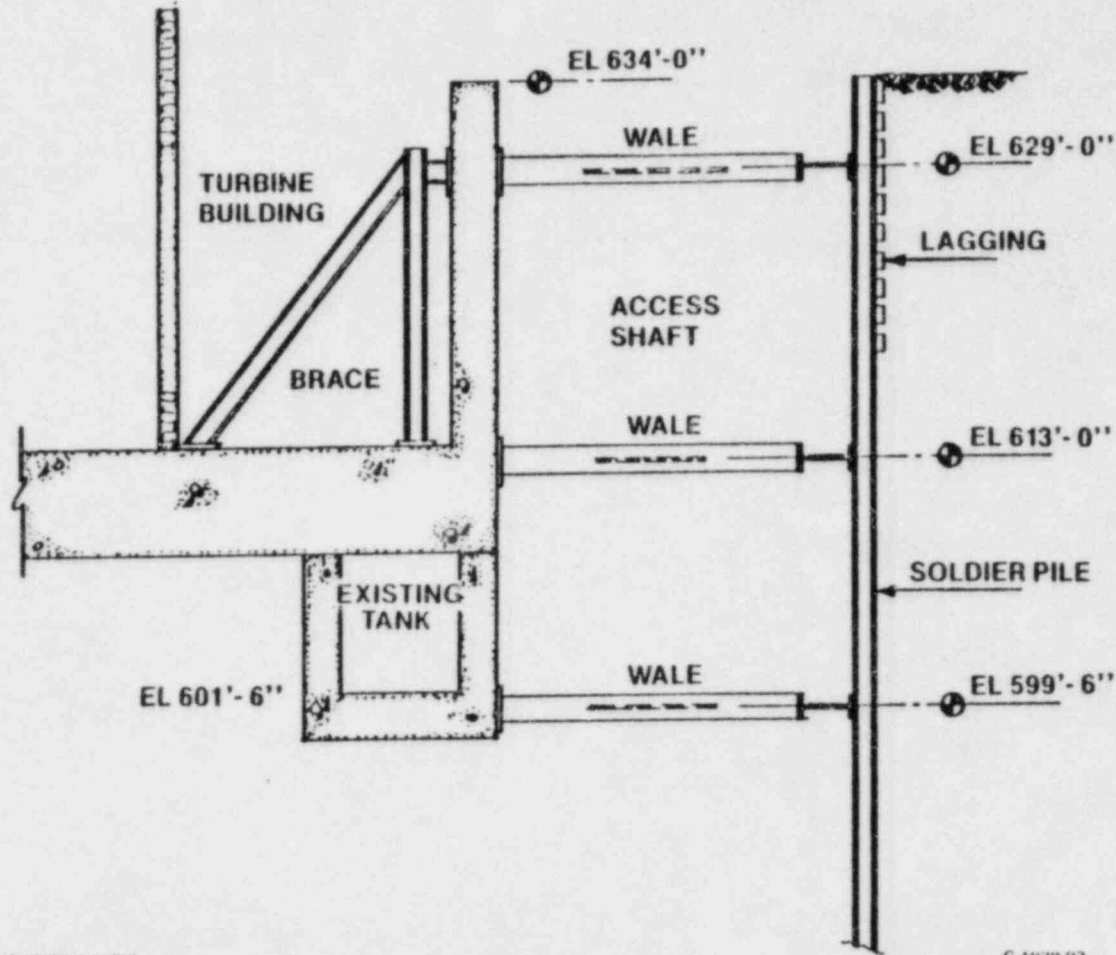 EL 634'-0''
WALE
EL 629'-0''
TURBINE
BUILDING
LAGGING
ACCESS
SHAFT
BRACE
WALE
EL 613'-0''
SOLDIER PILE
EXISTING
TANK
WALE
EL 601'-6''
EL 599'-6''